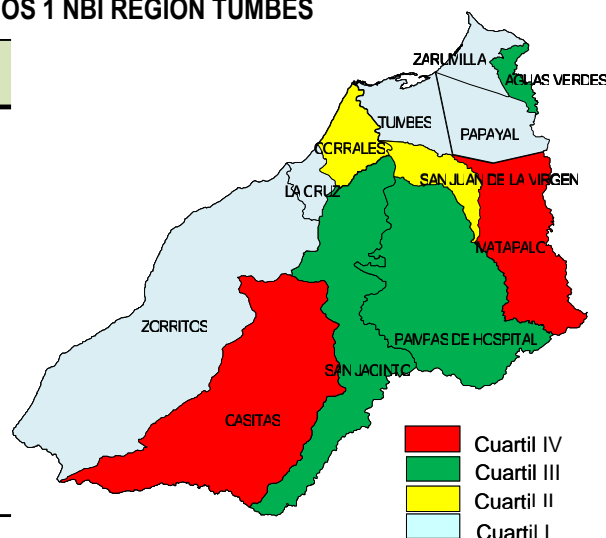 OS 1 NBI REGION TUMBES
ZARUMILLA
AGUAS VERDES
TUMBES
PAPAYAL
CORRALES
SAN JUAN DE LA VIRGEN
LA CRUZ
MATAPALO
ZORRITOS
PAMPAS DE HOSPITAL
SAN JACINTO
CASITAS
Cuartil IV
Cuartil III
Cuartil II
Cuartil I